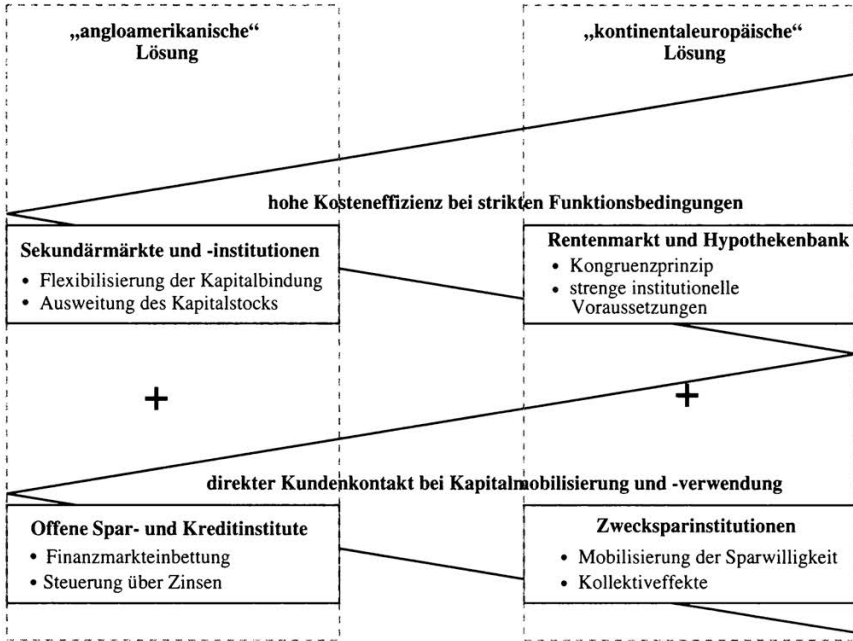 „angloamerikanische“
Lösung
„kontinentaleuropäische“
Lösung
hohe Kosteneffizienz bei strikten Funktionsbedingungen
Sekundärmärkte und -institutionen
• Flexibilisierung der Kapitalbindung
• Ausweitung des Kapitalstocks
Rentenmarkt und Hypothekenbank
• Kongruenzprinzip
• strenge institutionelle
Voraussetzungen
+
+
direkter Kundenkontakt bei Kapitalmobilisierung und -verwendung
Offene Spar- und Kreditinstitute
• Finanzmarkteinbettung
• Steuerung über Zinsen
Zwecksparinstitutionen
• Mobilisierung der Sparwilligkeit
• Kollektiveffekte